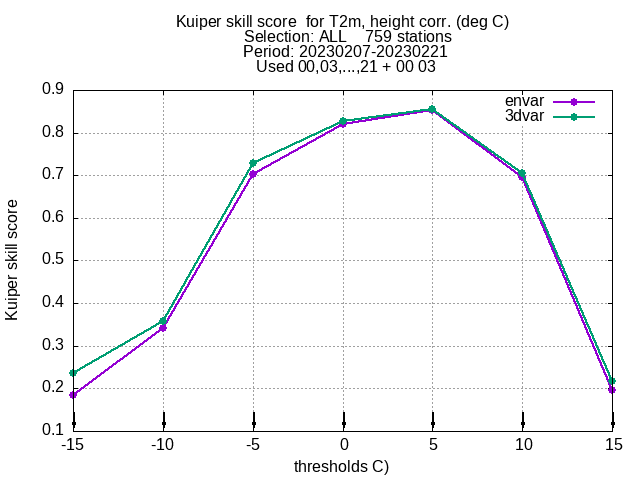 Kuiper skill score  for T2m, height corr. (deg C)
Selection: ALL    759 stations
Period: 20230207-20230221
Used 00,03,...,21 + 00 03
envar
3dvar
0.9
0.8
0.7
0.6
0.5
0.4
0.3
0.2
0.1
Kuiper skill score
-15 -10 -5 0 5 10 15
thresholds C)